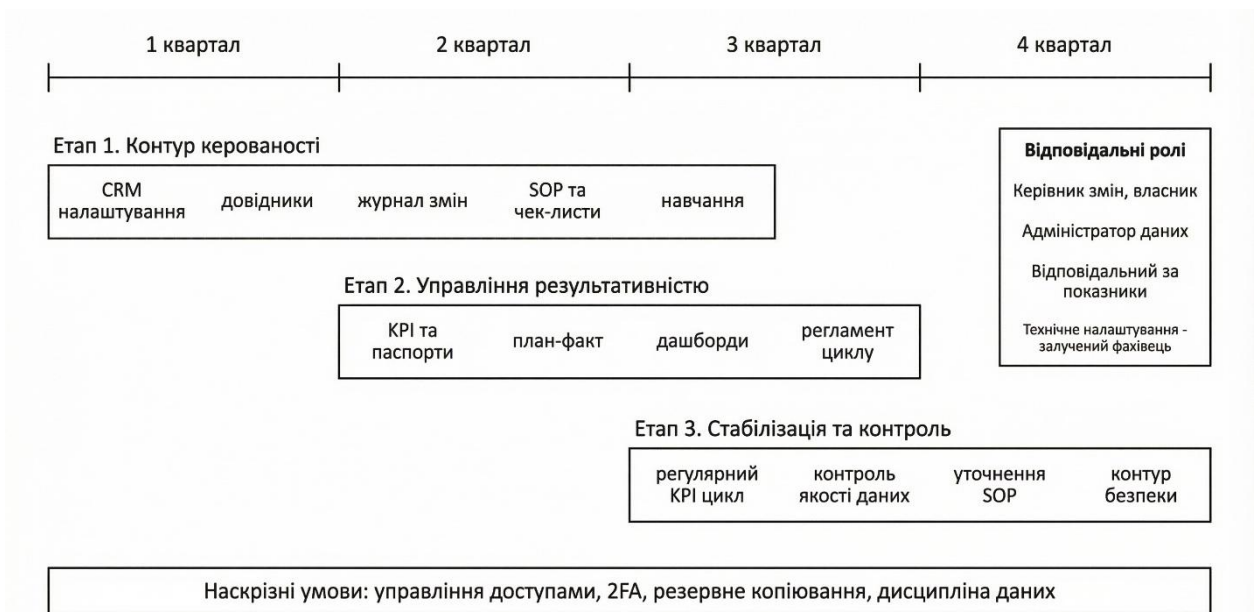 1 квартал
2 квартал
3 квартал
4 квартал
Етап 1. Контур керованості
CRM
налаштування
довідники
журнал змін
SOP та
чек-листи
навчання
Відповідальні ролі
Керівник змін, власник
Адміністратор даних
Відповідальний за
показники
Технічне налаштування -
залучений фахівець
Етап 2. Управління результативністю
KPI та
паспорти
план-факт
дашборди
регламент
циклу
Етап 3. Стабілізація та контроль
регулярний
KPI цикл
контроль
якості даних
уточнення
SOP
контур
безпеки
Наскрізні умови: управління доступами, 2FA, резервне копіювання, дисципліна даних